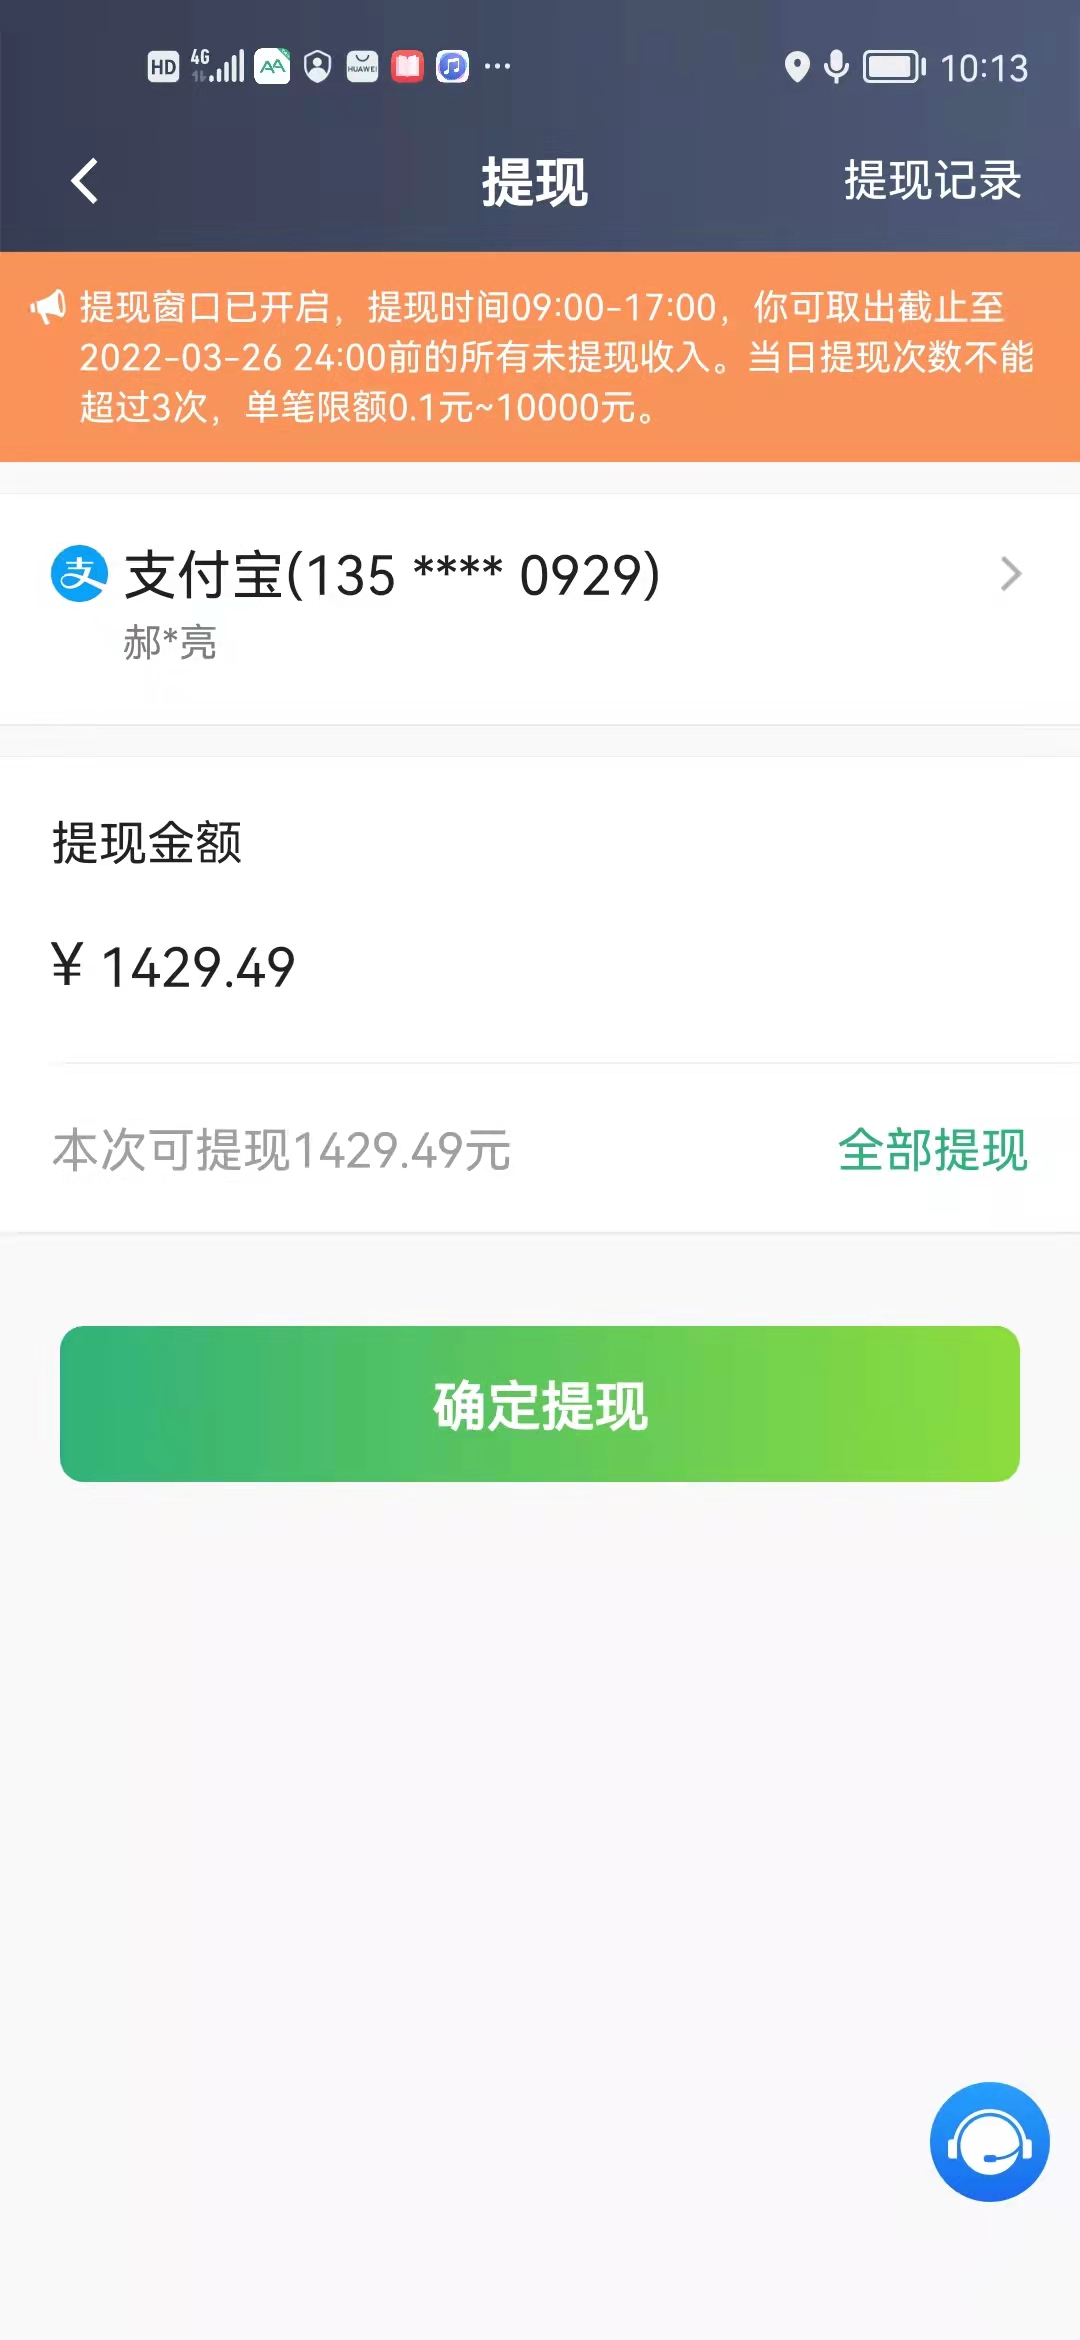 HD 4G AA HUAWEI 10:13
提现 提现记录
提现窗口已开启，提现时间09:00-17:00，你可取出截止至
2022-03-26 24:00前的所有未提现收入。当日提现次数不能
超过3次，单笔限额0.1元~10000元。
支 支付宝(135 **** 0929)
郝*亮
提现金额
¥ 1429.49
本次可提现1429.49元 全部提现
确定提现